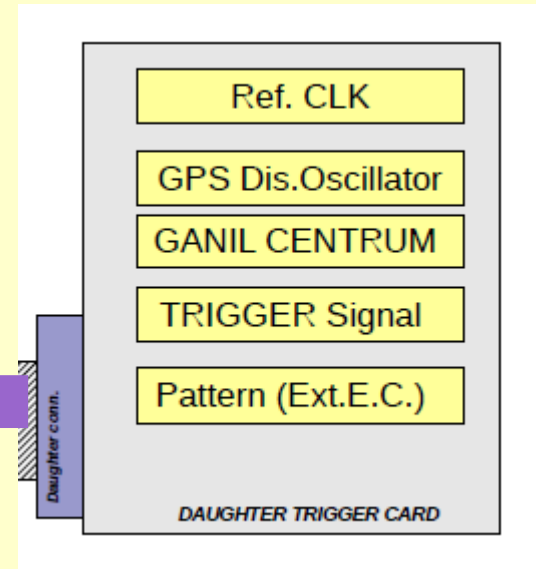 Ref. CLK
GPS Dis.Oscillator
GANIL CENTRUM
TRIGGER Signal
Pattern (Ext.E.C.)
Daughter conn.
DAUGHTER TRIGGER CARD